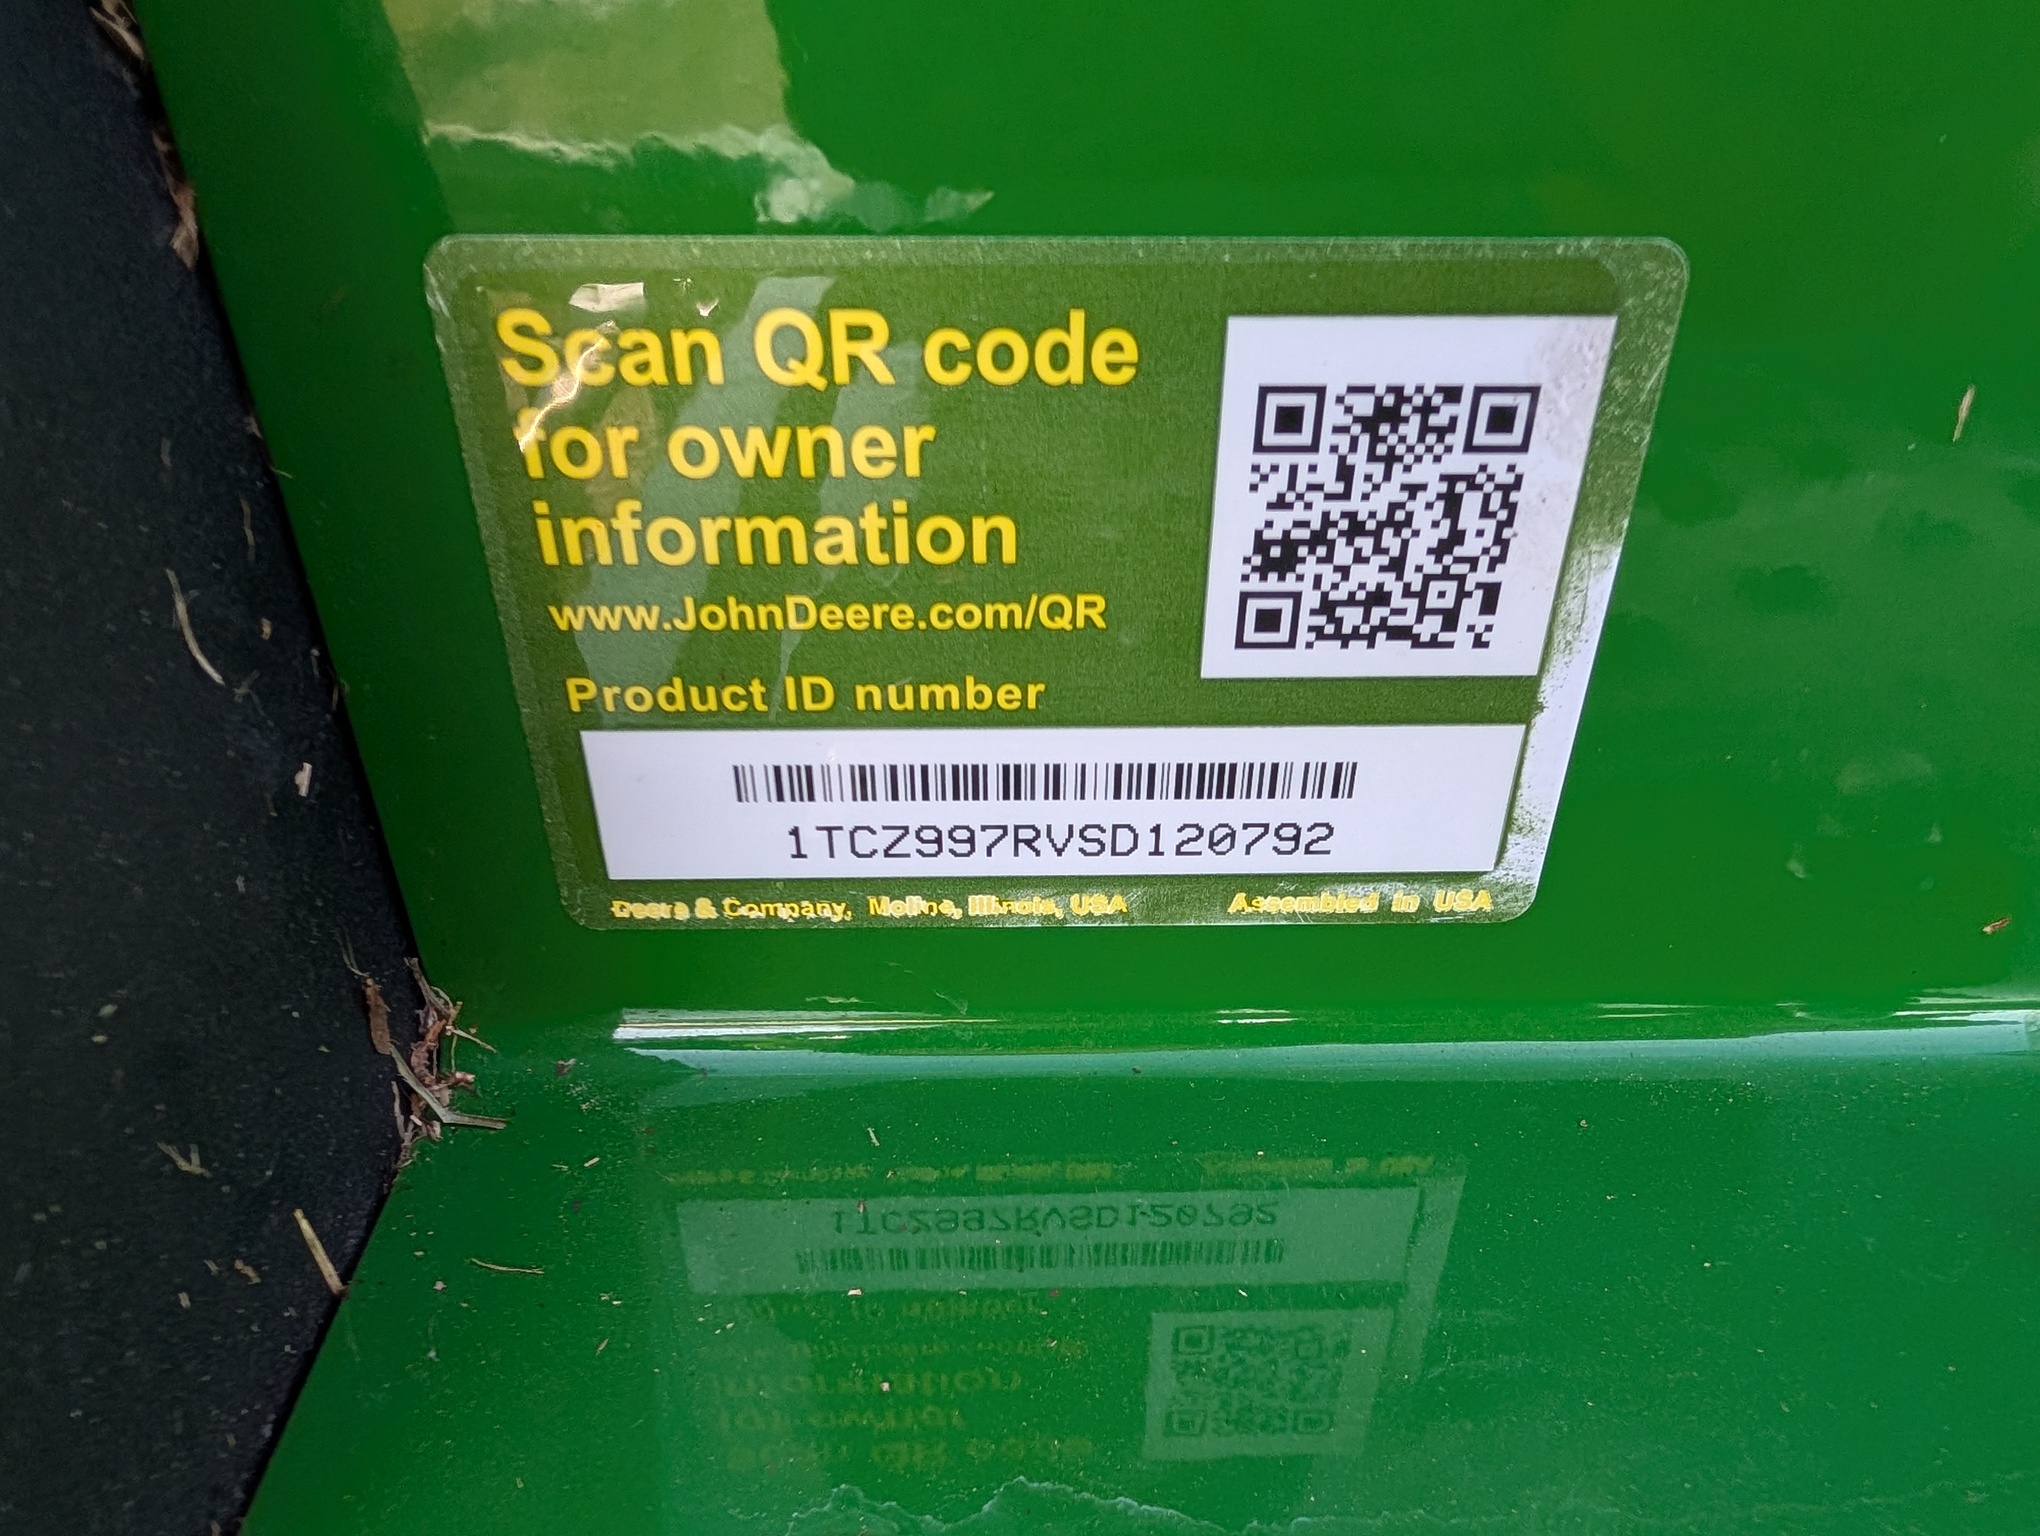 Scan QR code
for owner
information
www.JohnDeere.com/QR
Product ID number
1TCZ997RVSD120792
Deere & Company, Moline, Illinois, USA Assembled in USA